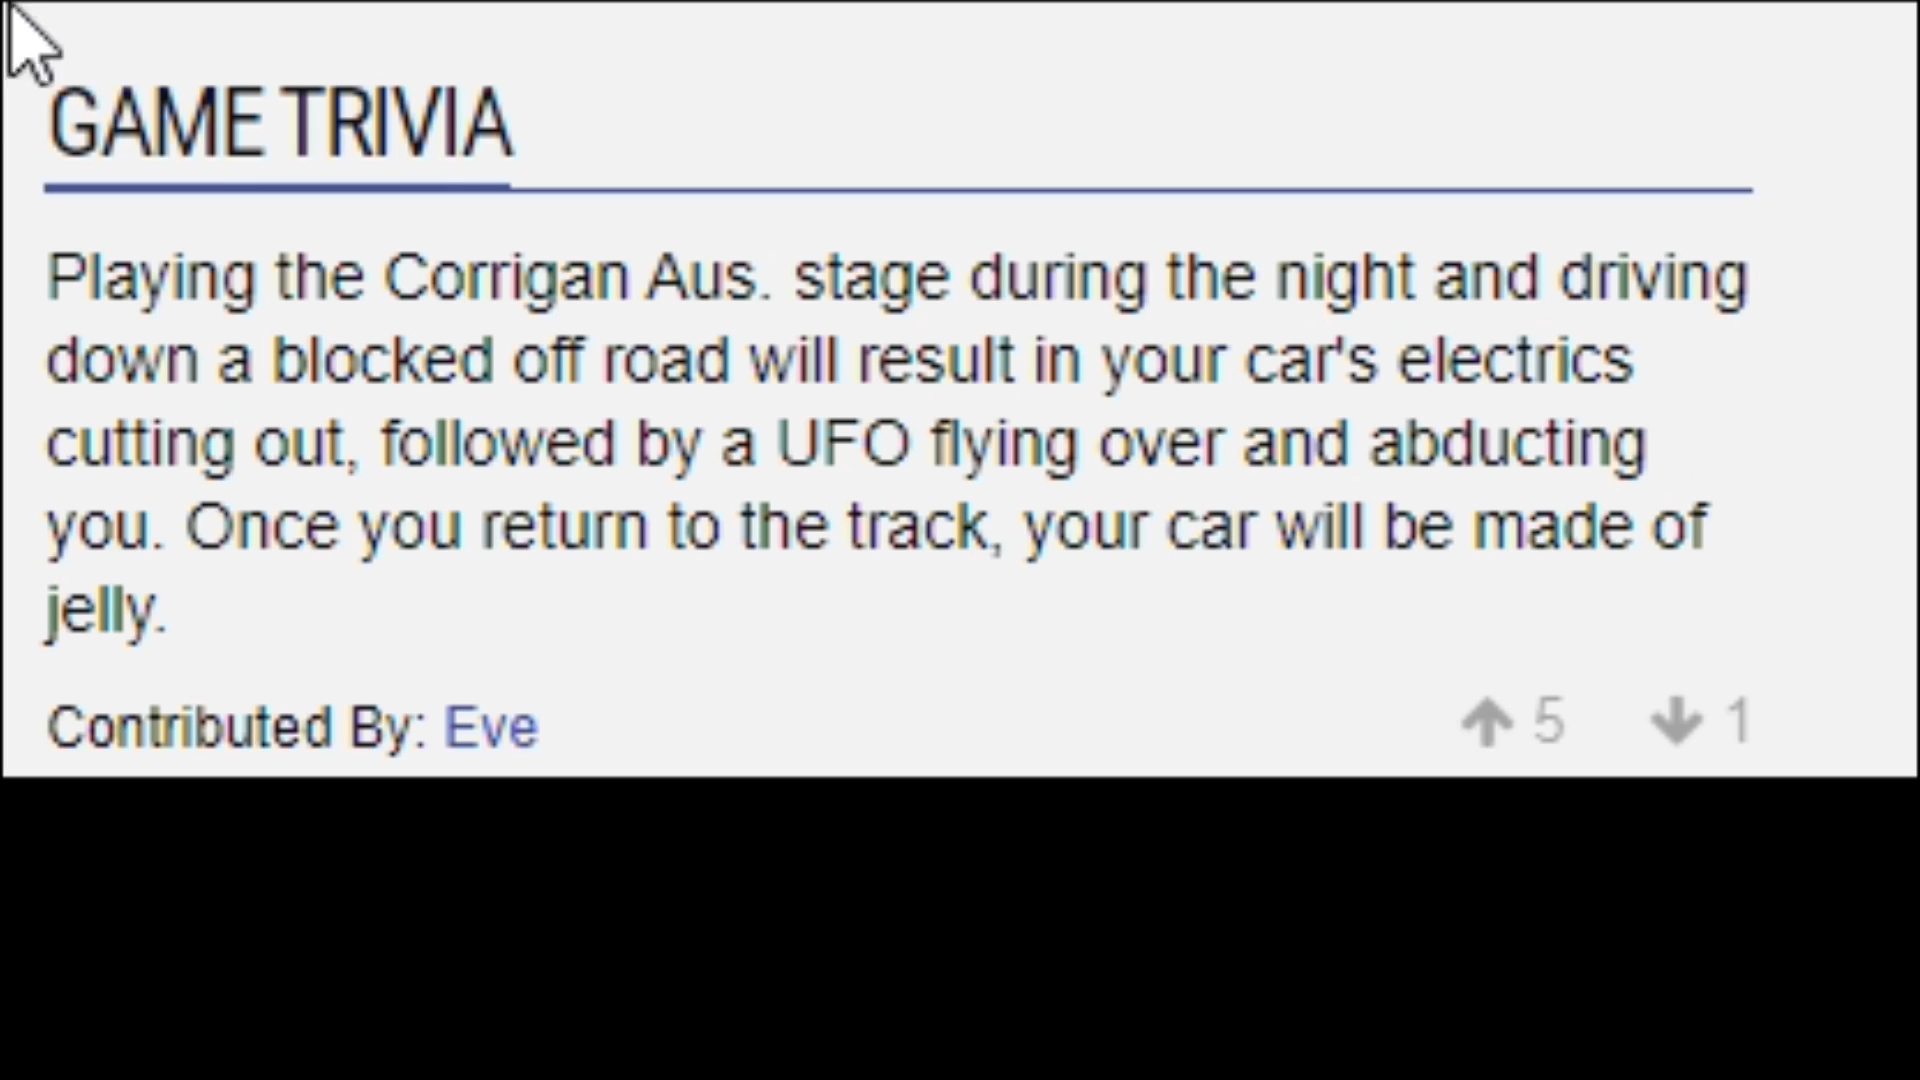 GAME TRIVIA
Playing the Corrigan Aus. stage during the night and driving
down a blocked off road will result in your car's electrics
cutting out, followed by a UFO flying over and abducting
you. Once you return to the track, your car will be made of
jelly.
Contributed By: Eve 5 1